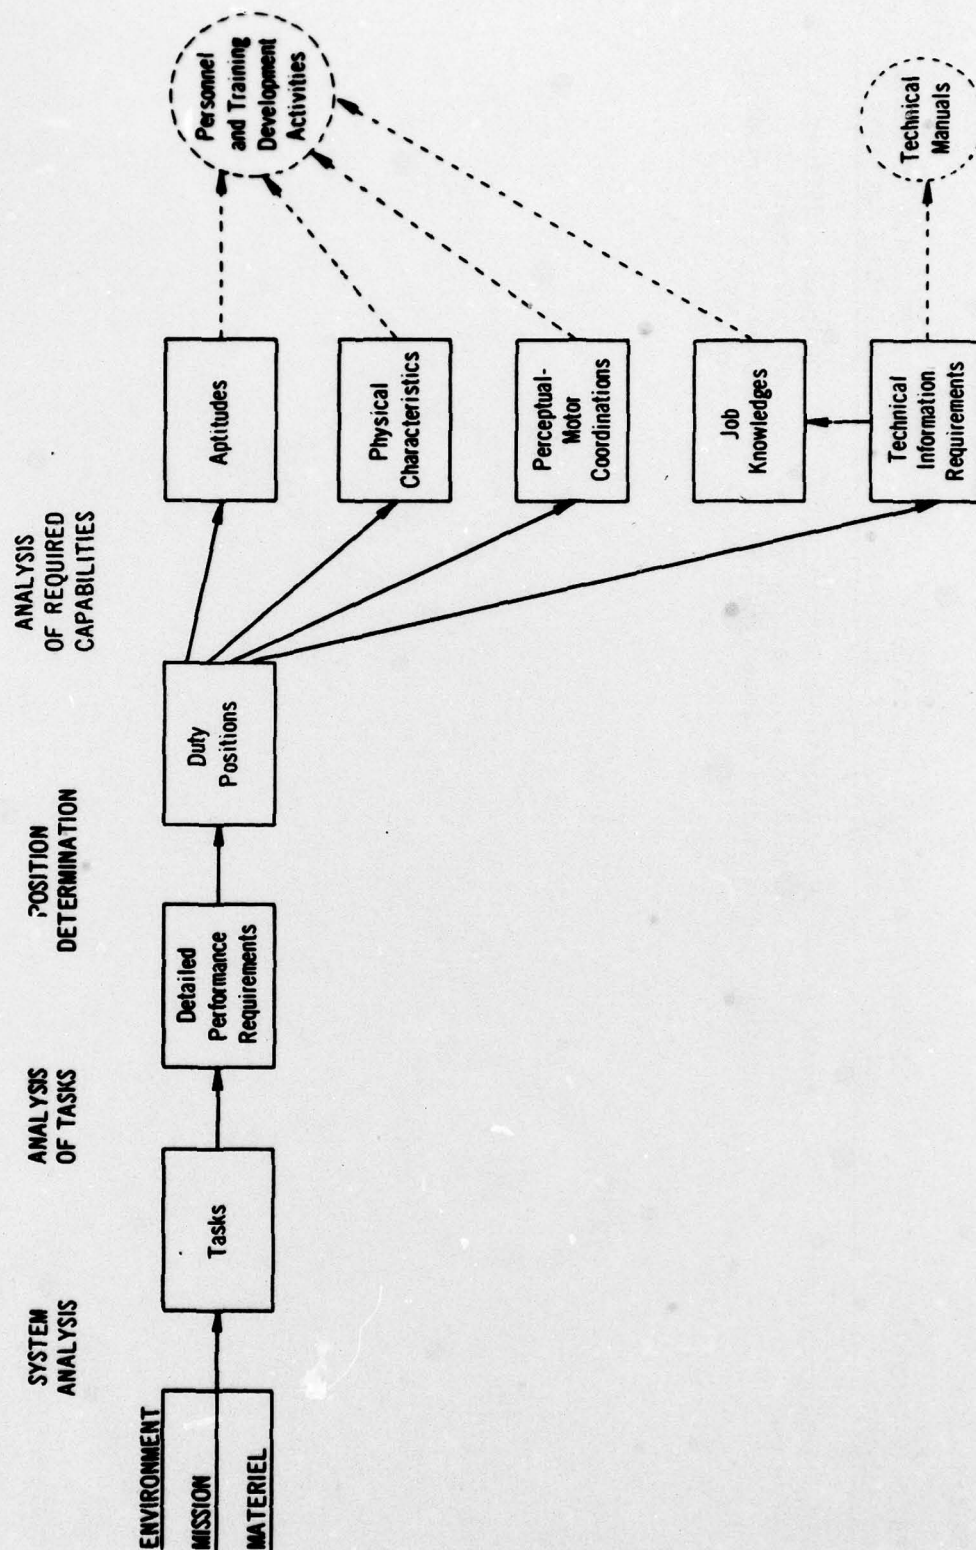 SYSTEM
ANALYSIS
ANALYSIS
OF TASKS
POSITION
DETERMINATION
ANALYSIS
OF REQUIRED
CAPABILITIES
ENVIRONMENT
MISSION
MATERIEL
Tasks
Detailed
Performance
Requirements
Duty
Positions
Aptitudes
Physical
Characteristics
Perceptual-
Motor
Coordinations
Job
Knowledges
Technical
Information
Requirements
Personnel
and Training
Development
Activities
Technical
Manuals